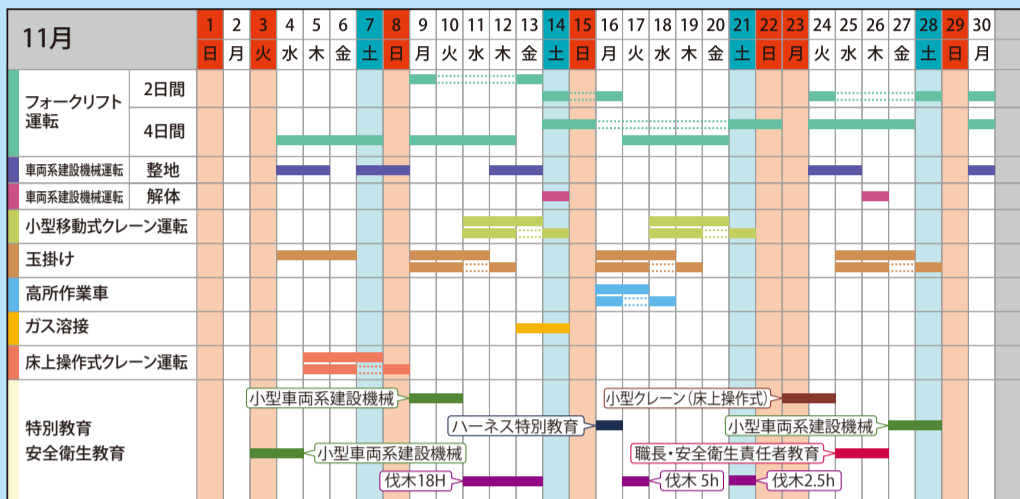 11月
1 2 3 4 5 6 7 8 9 10 11 12 13 14 15 16 17 18 19 20 21 22 23 24 25 26 27 28 29 30
日 月 火 水 木 金 土 日 月 火 水 木 金 土 日 月 火 水 木 金 土 日 月 火 水 木 金 土 日 月
フォークリフト
運転
2日間
4日間
車両系建設機械運転 整地
車両系建設機械運転 解体
小型移動式クレーン運転
玉掛け
高所作業車
ガス溶接
床上操作式クレーン運転
特別教育
安全衛生教育
小型車両系建設機械
小型クレーン(床上操作式)
ハーネス特別教育
小型車両系建設機械
小型車両系建設機械
職長・安全衛生責任者教育
伐木18H
伐木 5h
伐木2.5h